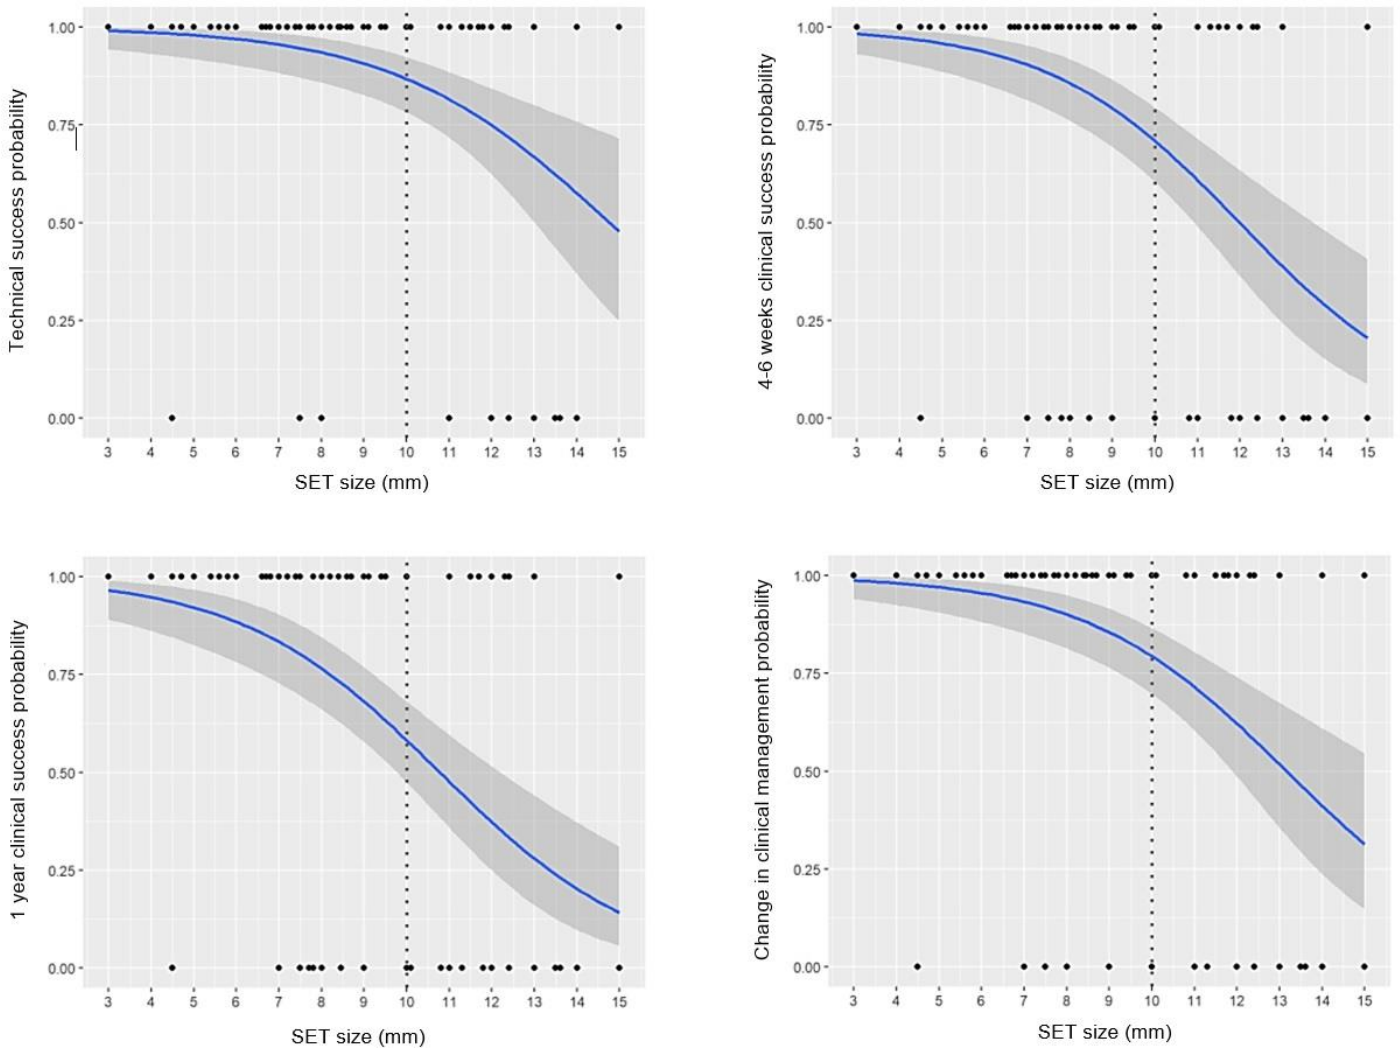 Technical success probability
1.00
0.75
0.50
0.25
0.00
3 4 5 6 7 8 9 10 11 12 13 14 15
SET size (mm)
4-6 weeks clinical success probability
1.00
0.75
0.50
0.25
0.00
3 4 5 6 7 8 9 10 11 12 13 14 15
SET size (mm)
1 year clinical success probability
1.00
0.75
0.50
0.25
0.00
3 4 5 6 7 8 9 10 11 12 13 14 15
SET size (mm)
Change in clinical management probability
1.00
0.75
0.50
0.25
0.00
3 4 5 6 7 8 9 10 11 12 13 14 15
SET size (mm)